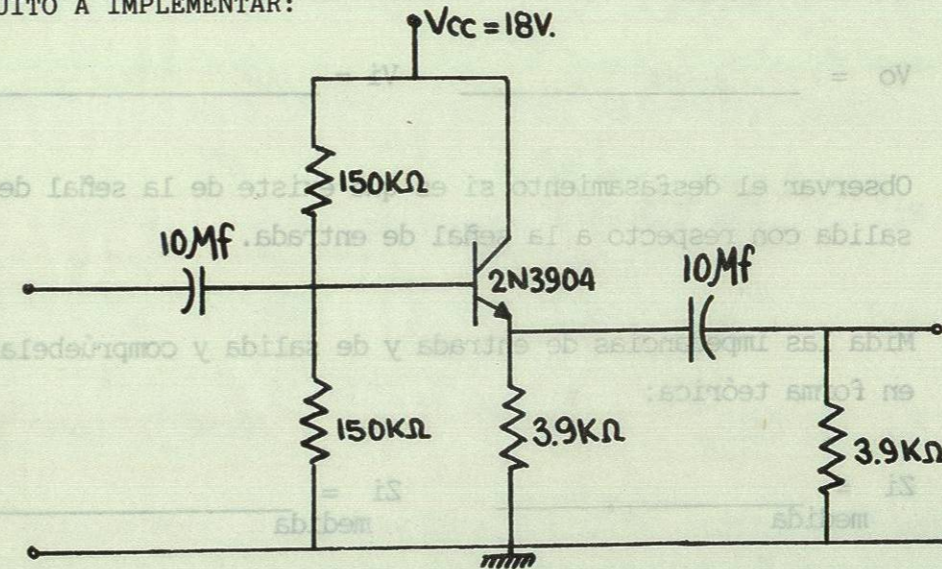 UITO A IMPLEMENTAR:
Vcc = 18V.
Vo = Vi =
150KΩ
Observar el desfasamiento sí es que existe de la señal de
salida con respecto a la señal de entrada.
10Mf
2N3904
10Mf
Mida las impedancias de entrada y de salida y comprúebela
en forma teórica:
150KΩ
3.9KΩ
3.9KΩ
Zi = Zi =
medida medida